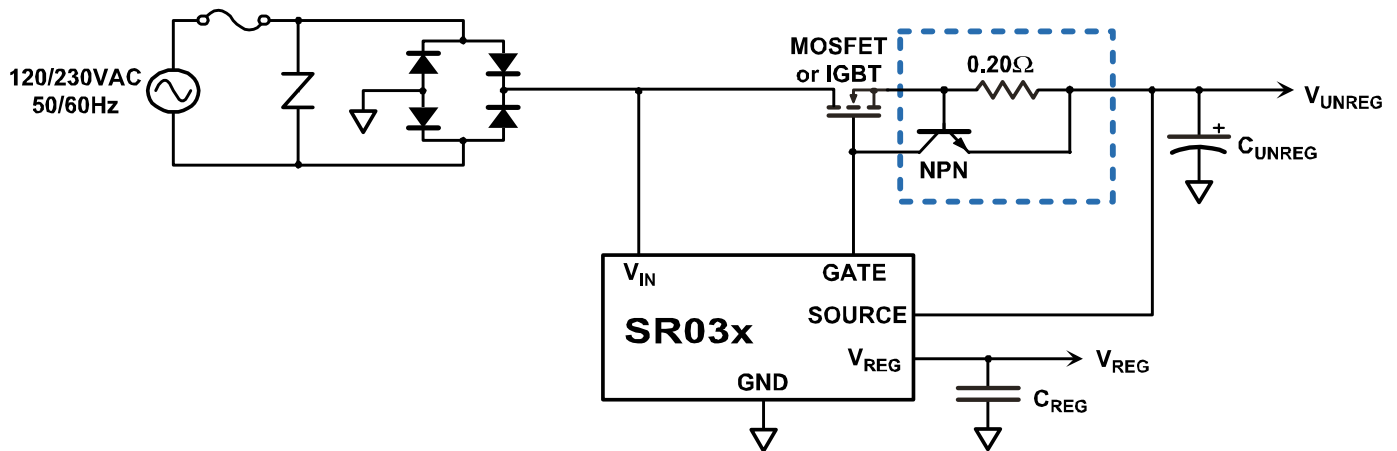 120/230VAC
50/60Hz
MOSFET
or IGBT
0.20Ω
NPN
VUNREG
+
CUNREG
VIN
GATE
SOURCE
SR03x
VREG
GND
VREG
CREG